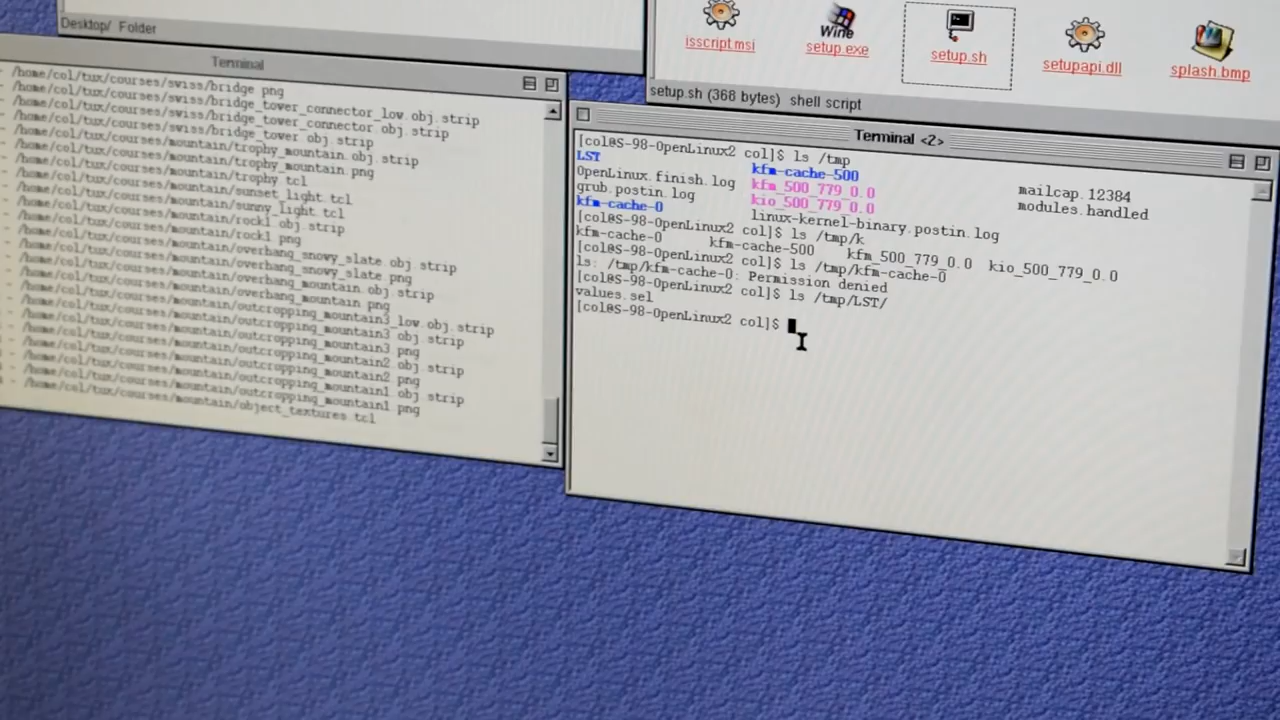 Desktop/ Folder
isscript.msi
Wine
setup.exe
setup.sh
setupapi.dll
splash.bmp
setup.sh (368 bytes) shell script
Terminal
- /home/col/tux/courses/swiss/bridge png
- /home/col/tux/courses/swiss/bridge_tower_connector_low.obj.strip
- /home/col/tux/courses/swiss/bridge_tower_connector obj.strip
- /home/col/tux/courses/swiss/bridge_tower obj.strip
- /home/col/tux/courses/mountain/trophy_mountain.obj.strip
- /home/col/tux/courses/mountain/trophy_mountain.png
- /home/col/tux/courses/mountain/trophy tcl
- /home/col/tux/courses/mountain/sunset_light.tcl
- /home/col/tux/courses/mountain/sunny_light.tcl
- /home/col/tux/courses/mountain/rock1.obj.strip
- /home/col/tux/courses/mountain/rock1 png
- /home/col/tux/courses/mountain/overhang_snowy_slate.obj.strip
- /home/col/tux/courses/mountain/overhang_snowy_slate png
- /home/col/tux/courses/mountain/overhang_mountain.obj.strip
- /home/col/tux/courses/mountain/overhang_mountain png
- /home/col/tux/courses/mountain/outcropping_mountain3_low.obj.strip
- /home/col/tux/courses/mountain/outcropping_mountain3 obj.strip
- /home/col/tux/courses/mountain/outcropping_mountain3 png
- /home/col/tux/courses/mountain/outcropping_mountain2 obj.strip
- /home/col/tux/courses/mountain/outcropping_mountain2 png
- /home/col/tux/courses/mountain/outcropping_mountain1 obj.strip
- /home/col/tux/courses/mountain/outcropping_mountain1 png
- /home/col/tux/courses/mountain/object_textures tcl
Terminal <2>
[col@S-98-OpenLinux2 col]$ ls /tmp
LST kfm-cache-500 mailcap.12384
OpenLinux.finish.log kfm_500_779_0.0 modules.handled
grub.postin.log kio_500_779_0.0
kfm-cache-0 linux-kernel-binary.postin.log
[col@S-98-OpenLinux2 col]$ ls /tmp/k
kfm-cache-0 kfm-cache-500 kfm_500_779_0.0 kio_500_779_0.0
[col@S-98-OpenLinux2 col]$ ls /tmp/kfm-cache-0
ls: /tmp/kfm-cache-0: Permission denied
[col@S-98-OpenLinux2 col]$ ls /tmp/LST/
values.sel
[col@S-98-OpenLinux2 col]$